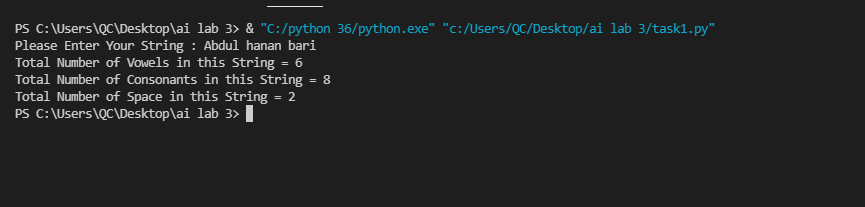 PS C:\Users\QC\Desktop\ai lab 3> & "C:/python 36/python.exe" "c:/Users/QC/Desktop/ai lab 3/task1.py"
Please Enter Your String : Abdul hanan bari
Total Number of Vowels in this String = 6
Total Number of Consonants in this String = 8
Total Number of Space in this String = 2
PS C:\Users\QC\Desktop\ai lab 3>